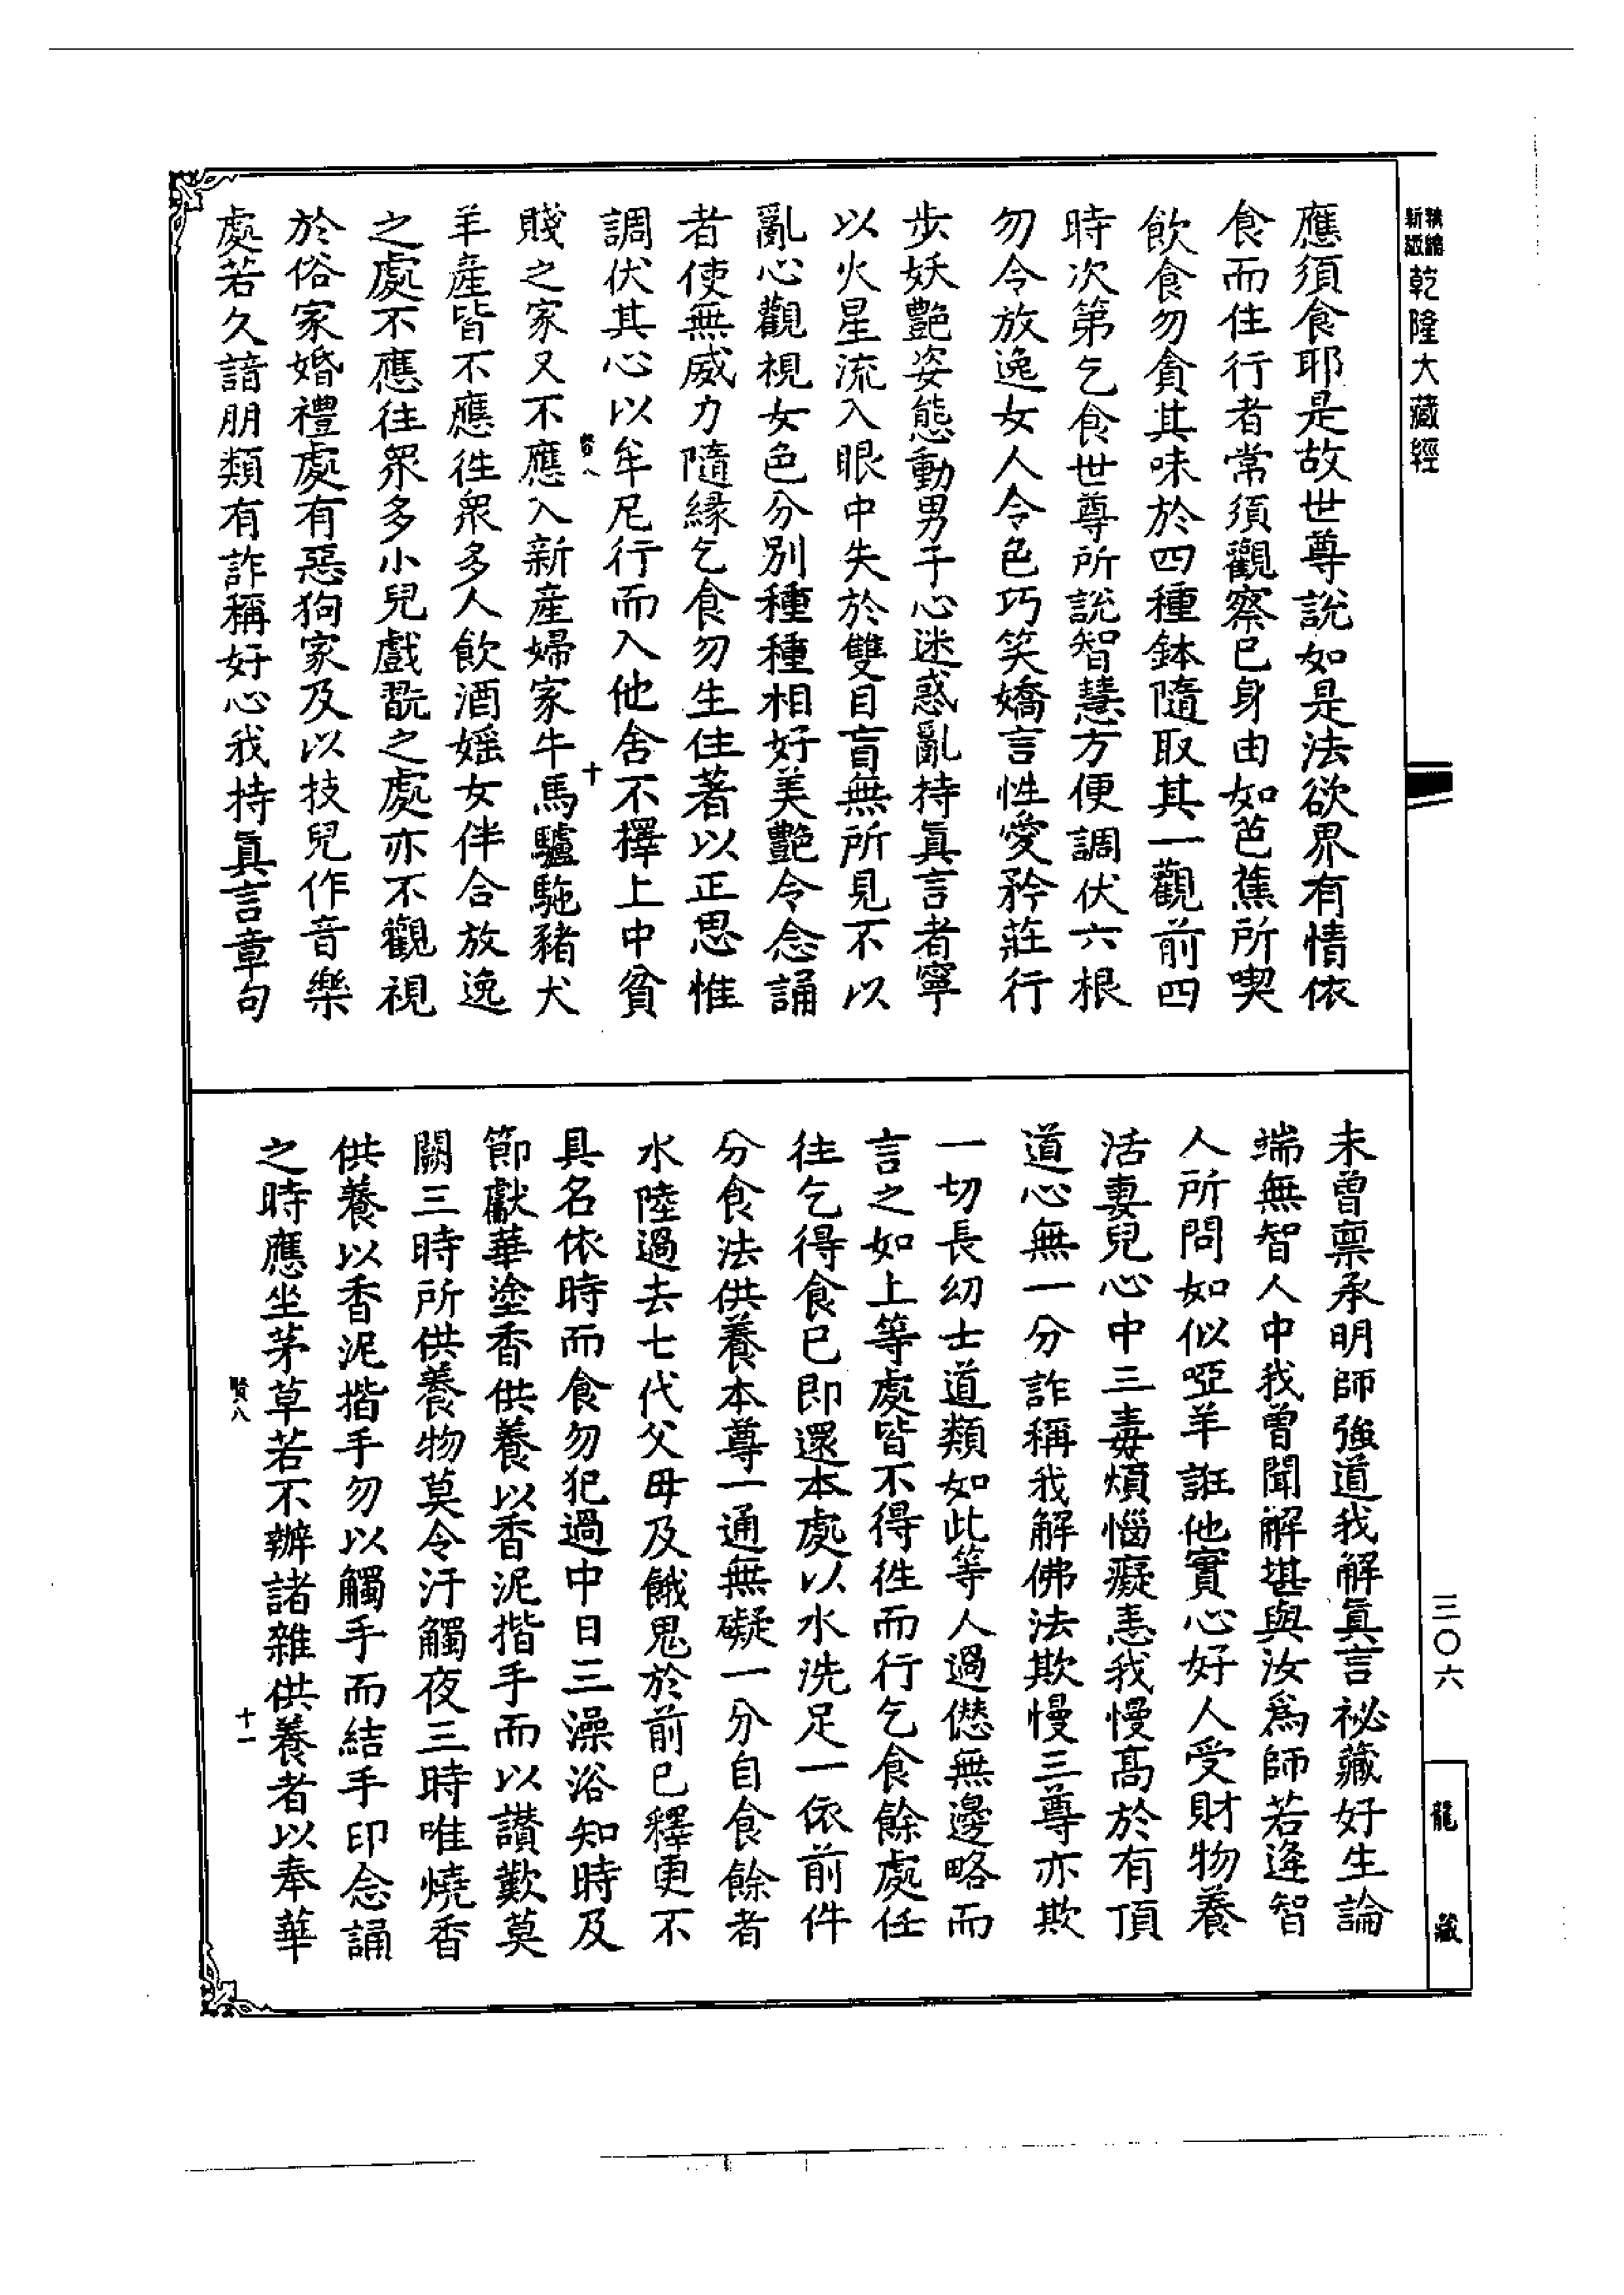 新編縮版
乾隆大藏經
應須食耶是故世尊說如是法欲界有情依
食而住行者常須觀察已身由如芭蕉所喫
飲食勿貪其味於四種鉢隨取其一觀前四
時次第乞食世尊所說智慧方便調伏六根
勿令放逸女人令色巧笑嬌言性愛矜莊行
步妖艷姿態動男子心迷惑亂持眞言者寧
以火星流入眼中失於雙目盲無所見不以
亂心觀視女色分別種種相好美艷令念誦
者使無威力隨緣乞食勿生住著以正思惟
調伏其心以牟尼行而入他舍不擇上中貧
賢八
十
賤之家又不應入新產婦家牛馬驢駞豬犬
羊產皆不應徃衆多人飲酒婬女伴合放逸
之處不應往衆多小兒戲翫之處亦不觀視
於俗家婚禮處有惡狗家及以技兒作音樂
處若久諳朋類有詐稱好心我持眞言章句
三〇六
龍藏
未曾禀承明師強道我解眞言祕藏好生論
端無智人中我曾聞解堪與汝爲師若逢智
人所問如似啞羊誑他實心好人受財物養
活妻兒心中三毒煩惱癡恚我慢高於有頂
道心無一分詐稱我解佛法欺慢三尊亦欺
一切長幼士道類如此等人過僁無邊略而
言之如上等處皆不得徃而行乞食餘處任
往乞得食已即還本處以水洗足一依前件
分食法供養本尊一通無礙一分自食餘者
水陸過去七代父母及餓鬼於前已釋更不
具名依時而食勿犯過中日三澡浴知時及
節獻華塗香供養以香泥揩手而以讃歎莫
闕三時所供養物莫令汙觸夜三時唯燒香
供養以香泥揩手勿以觸手而結手印念誦
之時應坐茅草若不辦諸雜供養者以奉華
賢八
十一